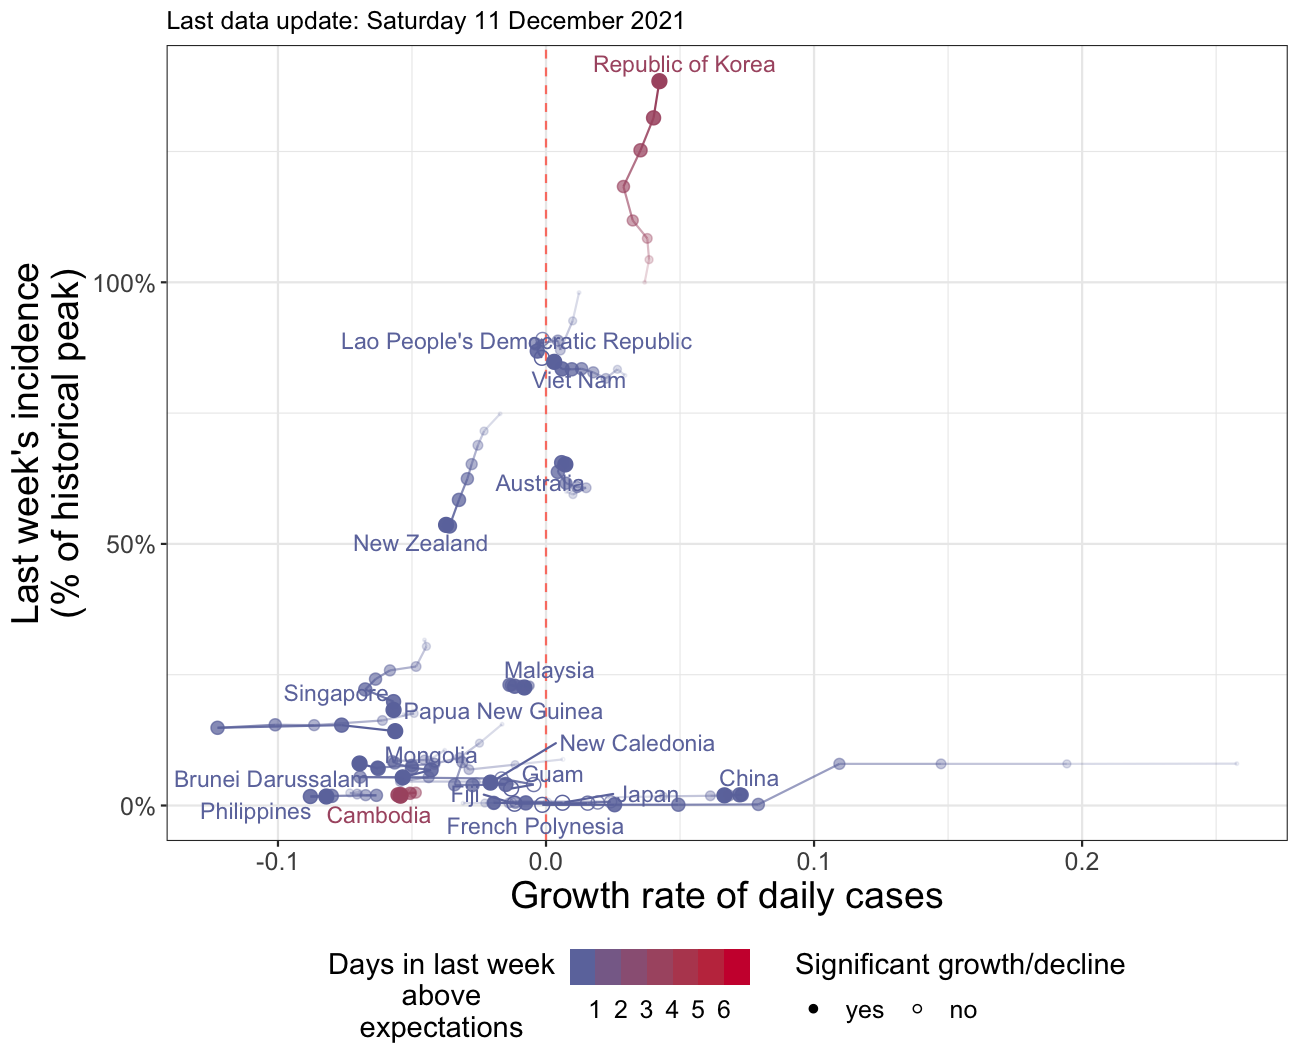 Last data update: Saturday 11 December 2021
Republic of Korea
Lao People's Democratic Republic
Viet Nam
Australia
New Zealand
Malaysia
Singapore
Papua New Guinea
New Caledonia
Mongolia
Guam
Brunei Darussalam
China
Fiji
Japan
Philippines
Cambodia
French Polynesia
Last week's incidence
(% of historical peak)
100%
50%
0%
-0.1
0.0
0.1
0.2
Growth rate of daily cases
Days in last week
above
expectations
1 2 3 4 5 6
Significant growth/decline
yes no